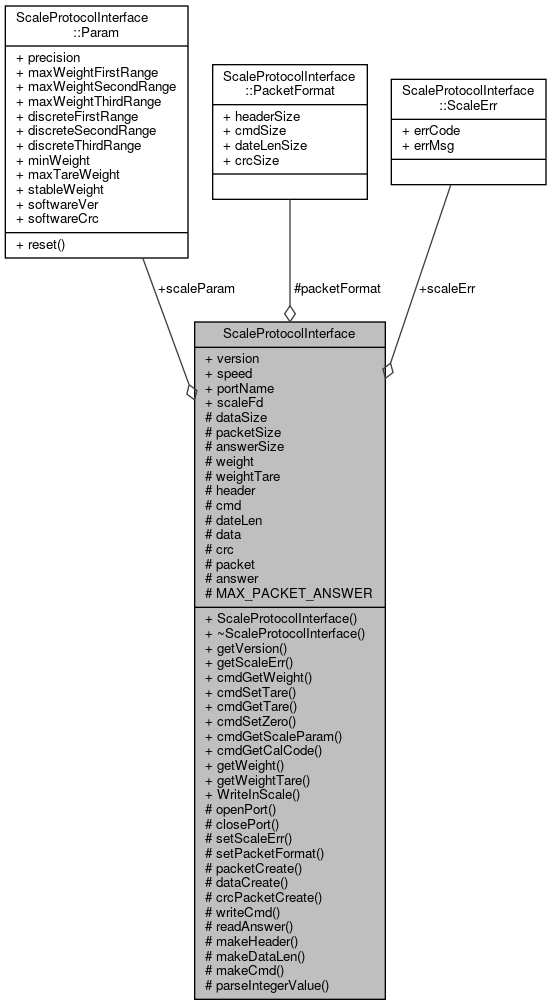 ScaleProtocolInterface
::Param
+ precision
+ maxWeightFirstRange
+ maxWeightSecondRange
+ maxWeightThirdRange
+ discreteFirstRange
+ discreteSecondRange
+ discreteThirdRange
+ minWeight
+ maxTareWeight
+ stableWeight
+ softwareVer
+ softwareCrc
+ reset()
ScaleProtocolInterface
::PacketFormat
+ headerSize
+ cmdSize
+ dateLenSize
+ crcSize
ScaleProtocolInterface
::ScaleErr
+ errCode
+ errMsg
+scaleParam
#packetFormat
+scaleErr
ScaleProtocolInterface
+ version
+ speed
+ portName
+ scaleFd
# dataSize
# packetSize
# answerSize
# weight
# weightTare
# header
# cmd
# dateLen
# data
# crc
# packet
# answer
# MAX_PACKET_ANSWER
+ ScaleProtocolInterface()
+ ~ScaleProtocolInterface()
+ getVersion()
+ getScaleErr()
+ cmdGetWeight()
+ cmdSetTare()
+ cmdGetTare()
+ cmdSetZero()
+ cmdGetScaleParam()
+ cmdGetCalCode()
+ getWeight()
+ getWeightTare()
+ WriteInScale()
# openPort()
# closePort()
# setScaleErr()
# setPacketFormat()
# packetCreate()
# dataCreate()
# crcPacketCreate()
# writeCmd()
# readAnswer()
# makeHeader()
# makeDataLen()
# makeCmd()
# parseIntegerValue()